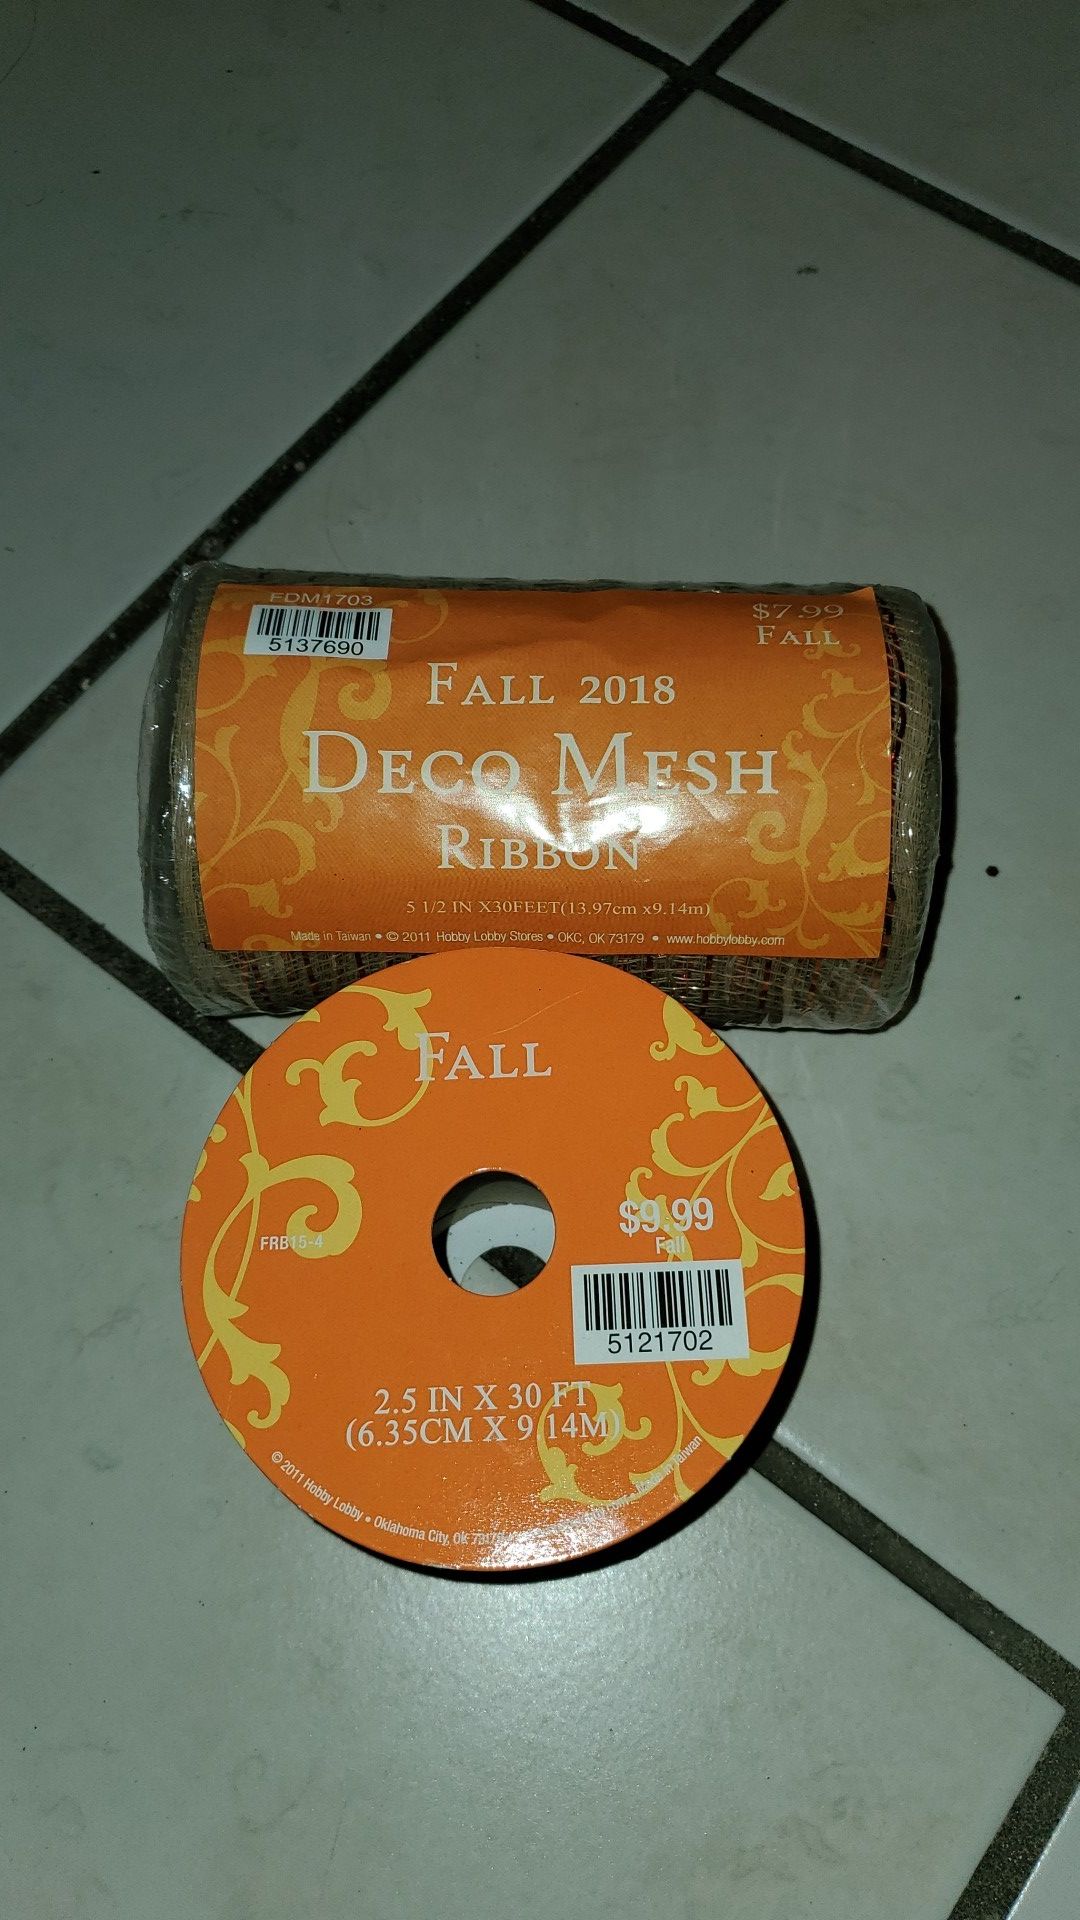 FDM1703
5137690
$7.99
FALL
FALL 2018
DECO MESH
RIBBON
5 1/2 IN X30FEET(13.97cm x9.14m)
Made in Taiwan • © 2011 Hobby Lobby Stores • OKC, OK 73179 • www.hobbylobby.com
FALL
FRB15-4
$9.99
Fall
5121702
2.5 IN X 30 FT
(6.35CM X 9.14M)
© 2011 Hobby Lobby • Oklahoma City, OK 73179 Made in Taiwan